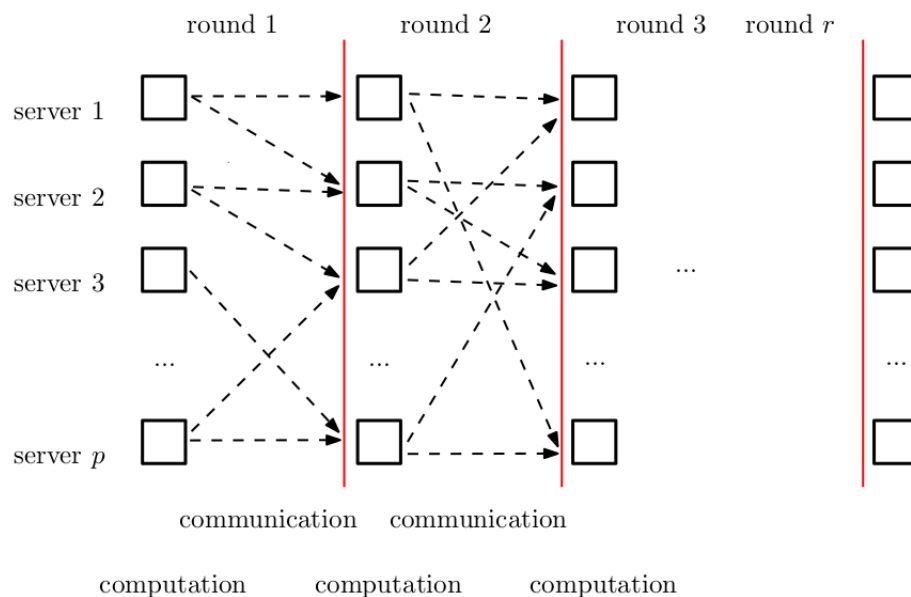 round 1 round 2 round 3 round r
server 1
server 2
server 3 ...
... ... ... ...
server p
communication communication
computation computation computation